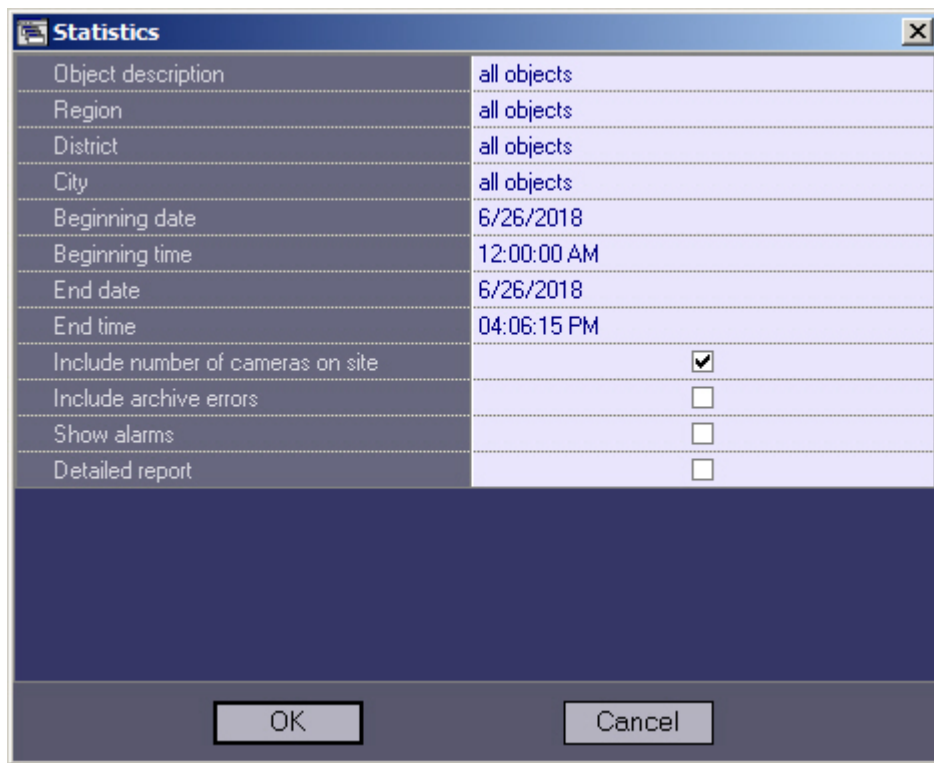 Statistics
Object description all objects
Region all objects
District all objects
City all objects
Beginning date 6/26/2018
Beginning time 12:00:00 AM
End date 6/26/2018
End time 04:06:15 PM
Include number of cameras on site
Include archive errors
Show alarms
Detailed report
OK Cancel